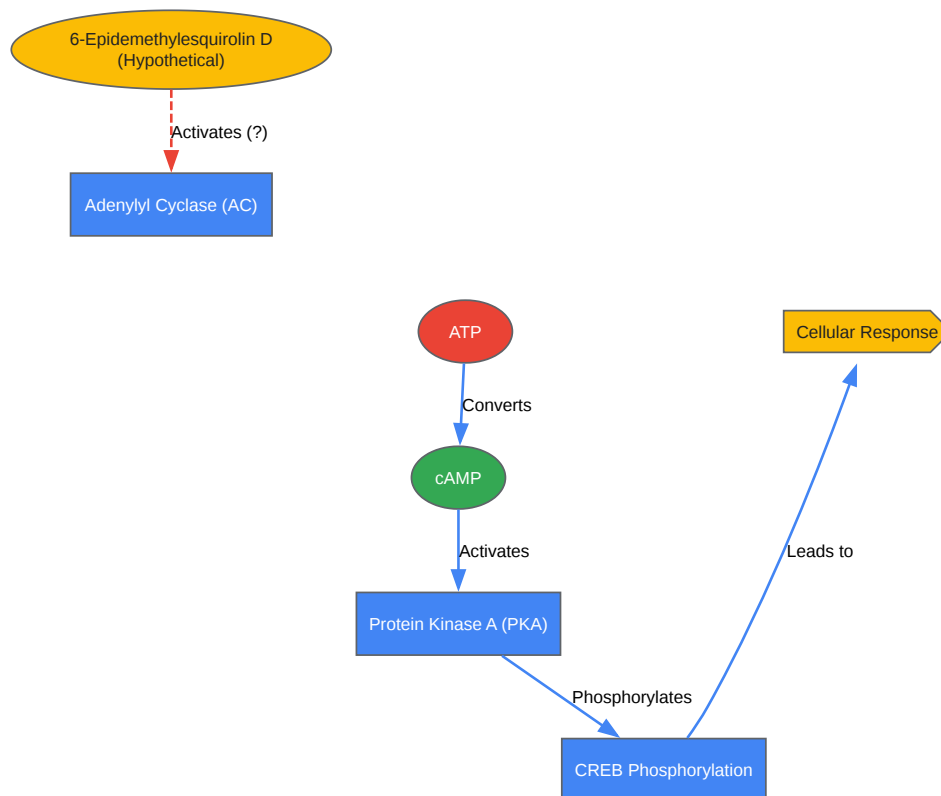 6-Epidemethylesquirolin D
(Hypothetical)
Activates (?)
Adenylyl Cyclase (AC)
ATP
Cellular Response
Converts
cAMP
Activates
Leads to
Protein Kinase A (PKA)
Phosphorylates
CREB Phosphorylation